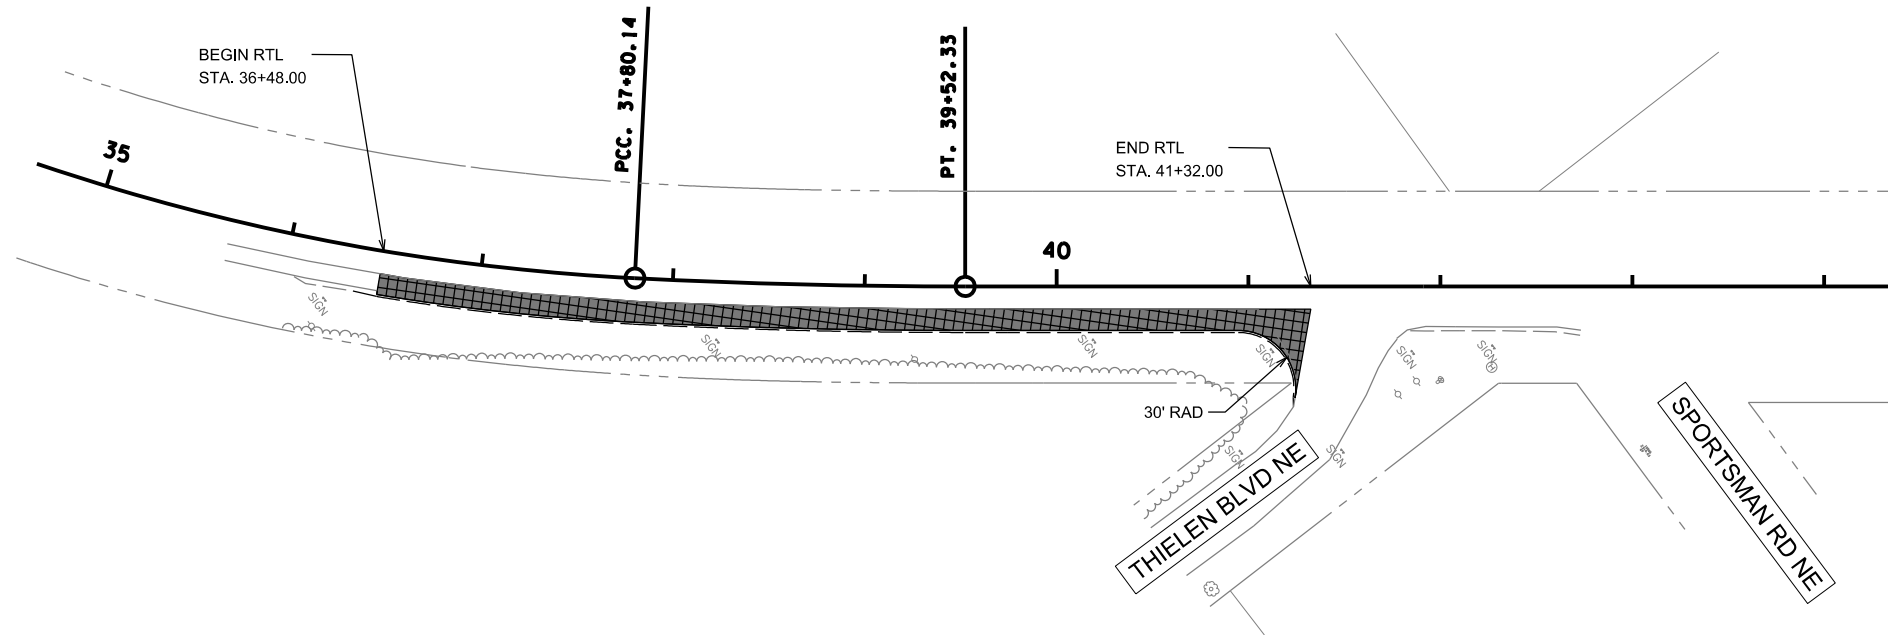 BEGIN RTL
STA. 36+48.00
35
PCC. 37+80.14
PT. 39+52.33
END RTL
STA. 41+32.00
40
SIGN
SIGN
SIGN
SIGN
SIGN
SIGN
H
30' RAD
SIGN
SIGN
THIELEN BLVD NE
SPORTSMAN RD NE